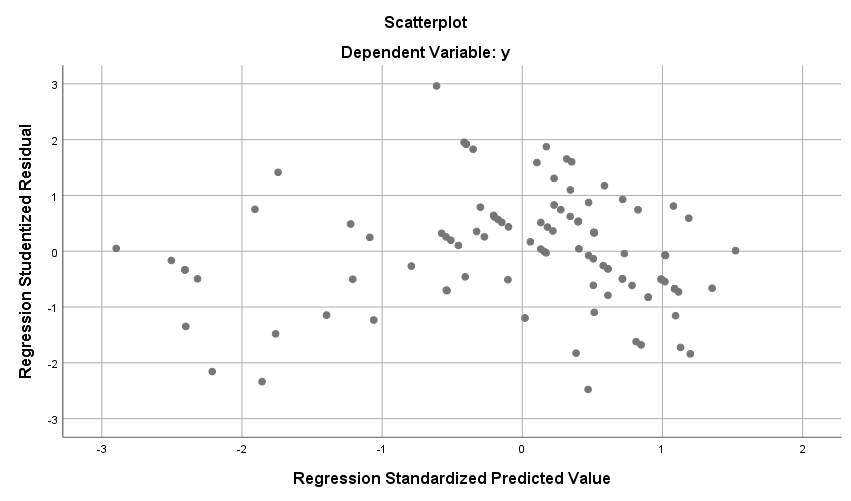 Scatterplot
Dependent Variable: y
Regression Studentized Residual
3
2
1
0
-1
-2
-3
-3 -2 -1 0 1 2
Regression Standardized Predicted Value